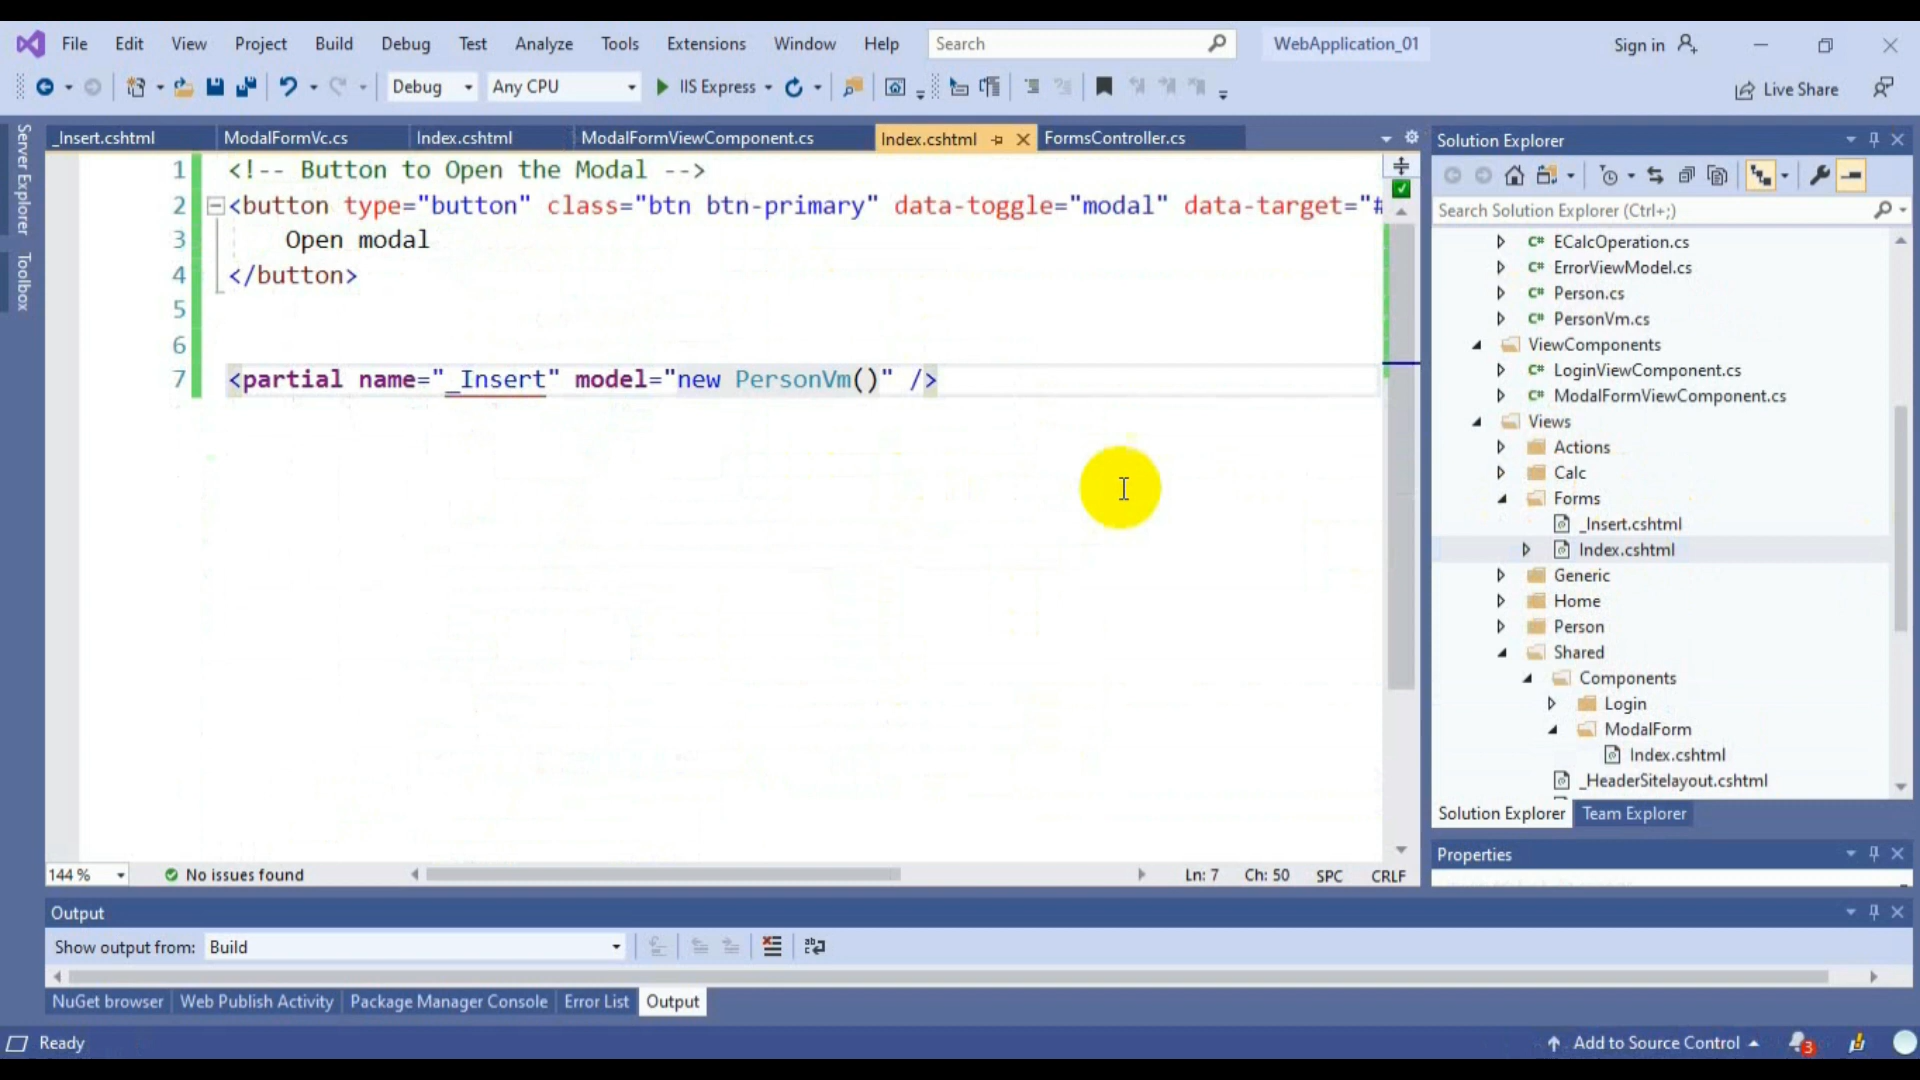 File Edit View Project Build Debug Test Analyze Tools Extensions Window Help Search WebApplication_01 Sign in
Debug Any CPU IIS Express Live Share
_Insert.cshtml ModalFormVc.cs Index.cshtml ModalFormViewComponent.cs Index.cshtml FormsController.cs
Server Explorer
Toolbox
1 <!-- Button to Open the Modal -->
2 <button type="button" class="btn btn-primary" data-toggle="modal" data-target="#
3 Open modal
4 </button>
5
6
7 <partial name="_Insert" model="new PersonVm()" />
144 % No issues found Ln: 7 Ch: 50 SPC CRLF
Solution Explorer
Search Solution Explorer (Ctrl+;)
C# ECalcOperation.cs
C# ErrorViewModel.cs
C# Person.cs
C# PersonVm.cs
ViewComponents
C# LoginViewComponent.cs
C# ModalFormViewComponent.cs
Views
Actions
Calc
Forms
_Insert.cshtml
Index.cshtml
Generic
Home
Person
Shared
Components
Login
ModalForm
Index.cshtml
_HeaderSitelayout.cshtml
Solution Explorer Team Explorer
Properties
Output
Show output from: Build
NuGet browser Web Publish Activity Package Manager Console Error List Output
Ready Add to Source Control 3